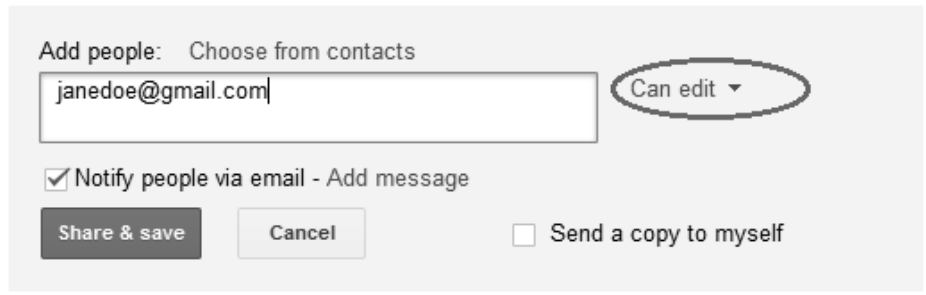 Add people: Choose from contacts
janedoe@gmail.com
Can edit
Notify people via email - Add message
Share & save
Cancel
Send a copy to myself